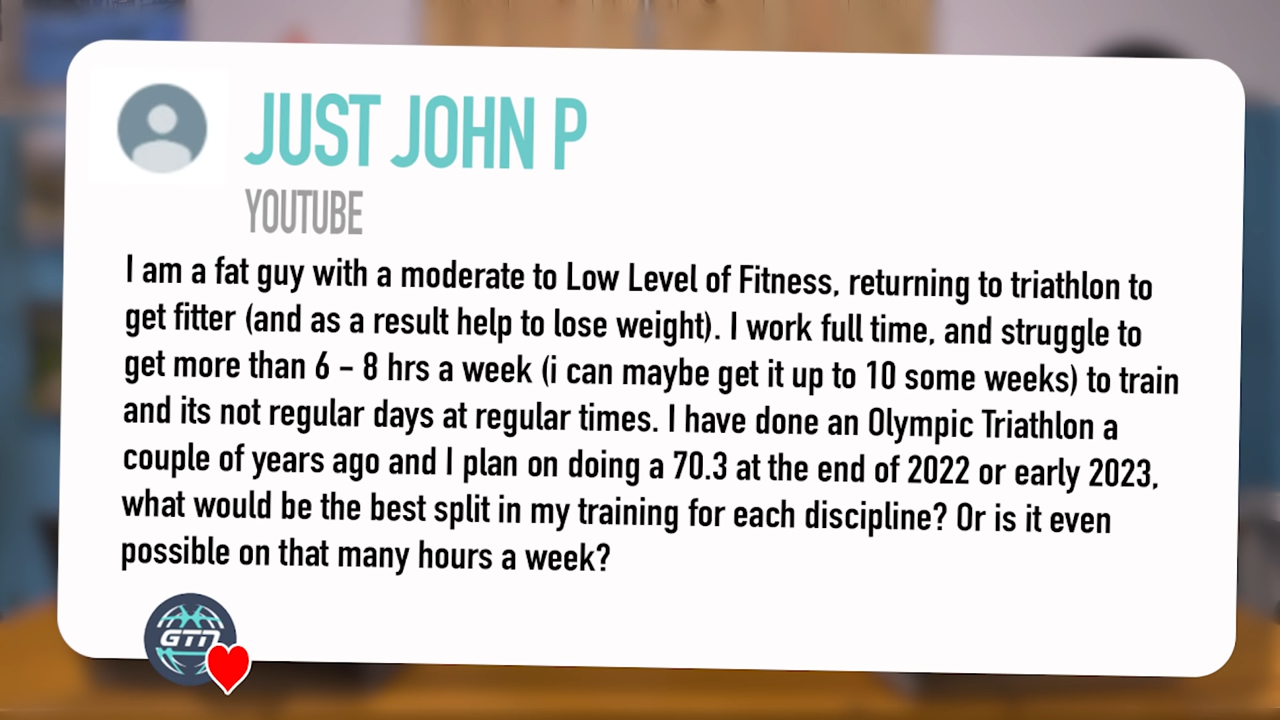 JUST JOHN P
YOUTUBE
I am a fat guy with a moderate to Low Level of Fitness, returning to triathlon to
get fitter (and as a result help to lose weight). I work full time, and struggle to
get more than 6 – 8 hrs a week (i can maybe get it up to 10 some weeks) to train
and its not regular days at regular times. I have done an Olympic Triathlon a
couple of years ago and I plan on doing a 70.3 at the end of 2022 or early 2023,
what would be the best split in my training for each discipline? Or is it even
possible on that many hours a week?
GTN